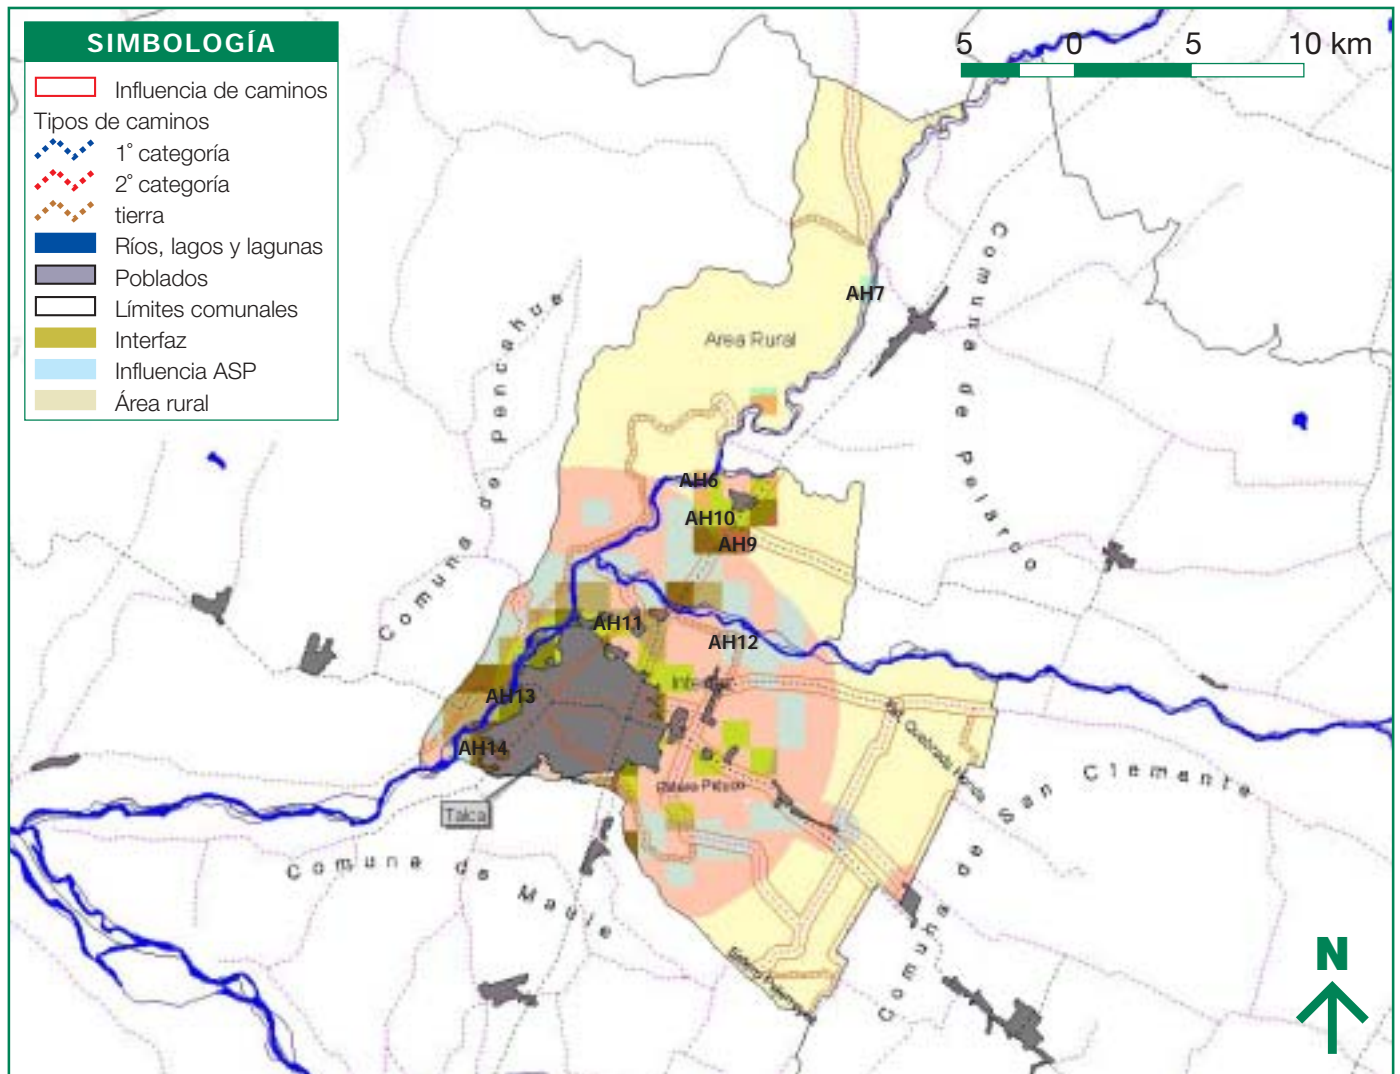 SIMBOLOGÍA
Influencia de caminos
Tipos de caminos
1° categoría
2° categoría
tierra
Ríos, lagos y lagunas
Poblados
Límites comunales
Interfaz
Influencia ASP
Área rural
5 0 5 10 km
Comuna de pencahue
Comuna de Pelarco
AH7
Area Rural
AH6
AH10
AH9
AH11
AH12
AH13
AH14
Talca
Comuna de San Clemente
Comuna de Maule
N